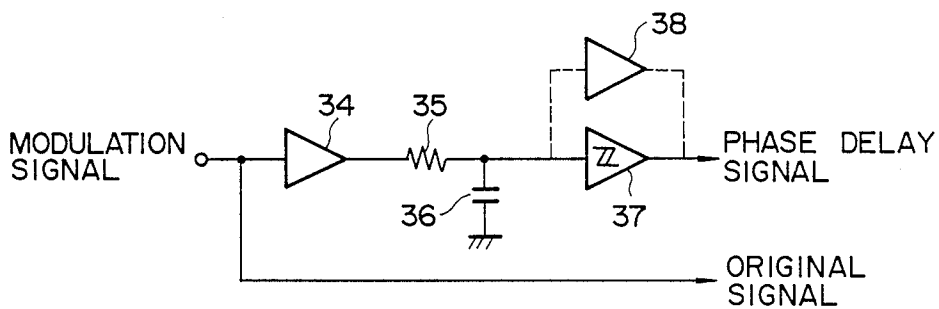 38
34
35
MODULATION
SIGNAL
PHASE DELAY
SIGNAL
36
37
ORIGINAL
SIGNAL